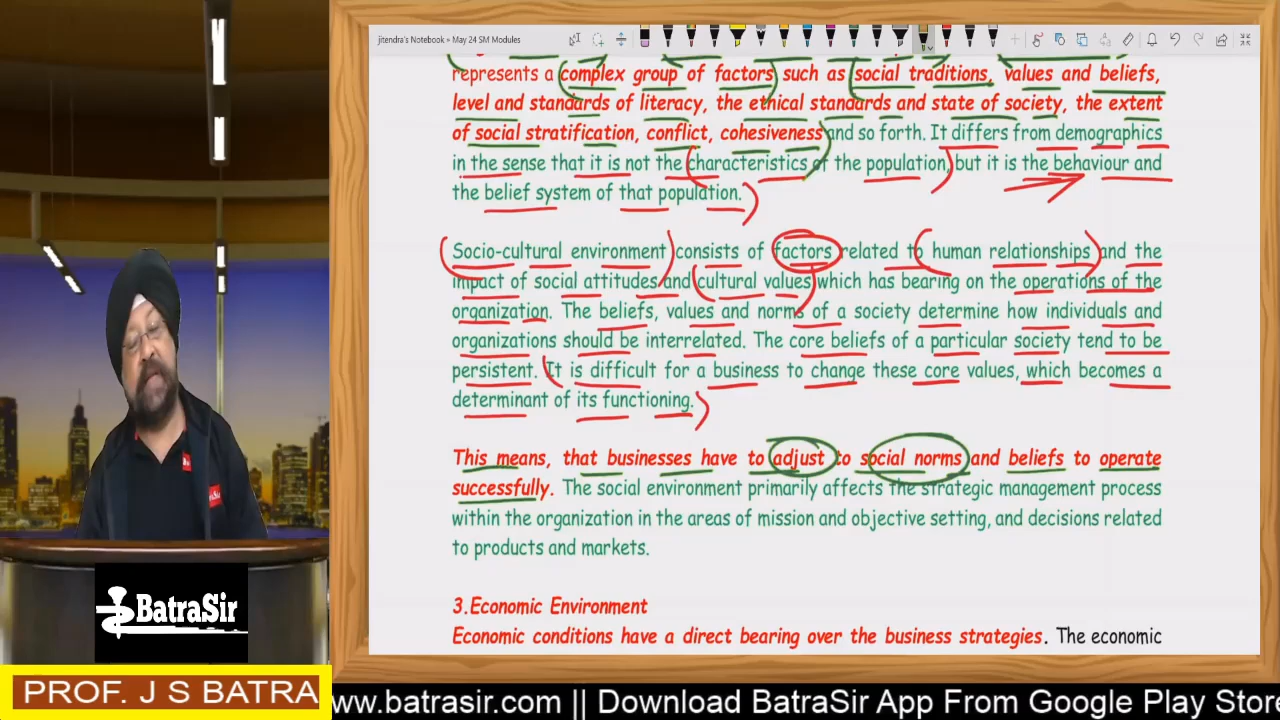 jitendra's Notebook » May 24 SM Modules
represents a complex group of factors such as social traditions, values and beliefs,
level and standards of literacy, the ethical standards and state of society, the extent
of social stratification, conflict, cohesiveness and so forth. It differs from demographics
in the sense that it is not the characteristics of the population, but it is the behaviour and
the belief system of that population.
Socio-cultural environment consists of factors related to human relationships and the
impact of social attitudes and cultural values which has bearing on the operations of the
organization. The beliefs, values and norms of a society determine how individuals and
organizations should be interrelated. The core beliefs of a particular society tend to be
persistent. It is difficult for a business to change these core values, which becomes a
determinant of its functioning.
This means, that businesses have to adjust to social norms and beliefs to operate
successfully. The social environment primarily affects the strategic management process
within the organization in the areas of mission and objective setting, and decisions related
to products and markets.
3.Economic Environment
Economic conditions have a direct bearing over the business strategies. The economic
BatraSir
PROF. J S BATRA
www.batrasir.com || Download BatraSir App From Google Play Store